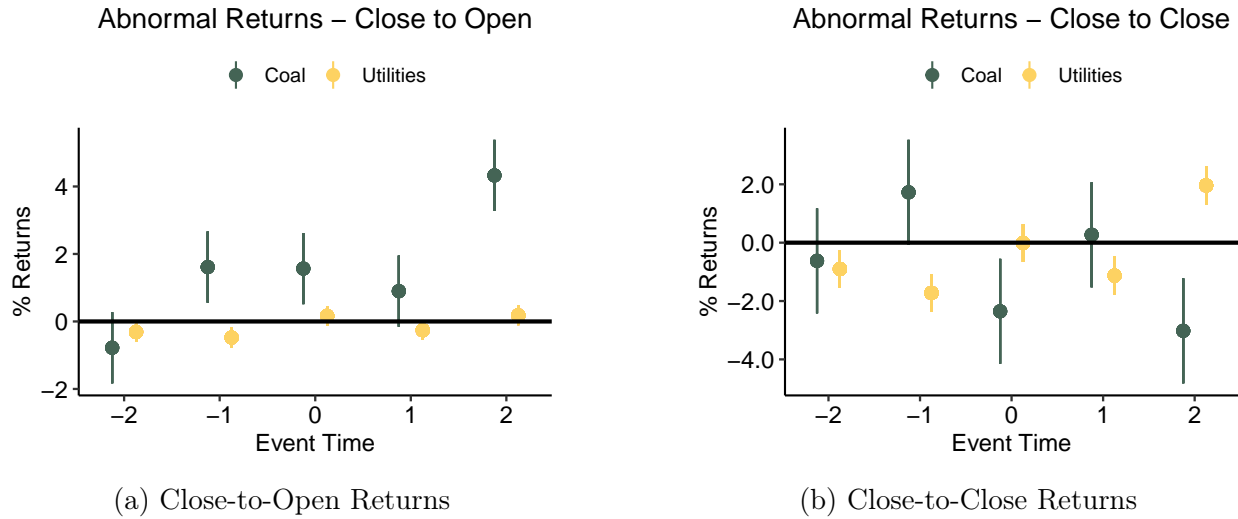 Abnormal Returns – Close to Open
Coal Utilities
% Returns
4
2
0
−2
−2 −1 0 1 2
Event Time
(a) Close-to-Open Returns
Abnormal Returns – Close to Close
Coal Utilities
% Returns
2.0
0.0
−2.0
−4.0
−2 −1 0 1 2
Event Time
(b) Close-to-Close Returns